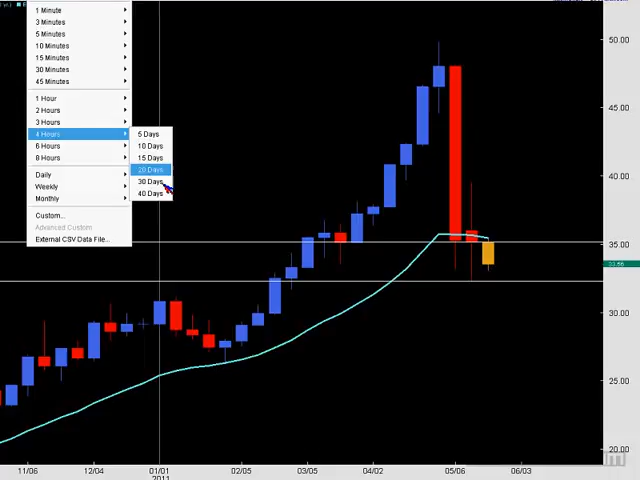 1 Minute
3 Minutes
5 Minutes
10 Minutes
15 Minutes
30 Minutes
45 Minutes
1 Hour
2 Hours
3 Hours
4 Hours
6 Hours
8 Hours
Daily
Weekly
Monthly
Custom...
Advanced Custom
External CSV Data File...
5 Days
10 Days
15 Days
20 Days
30 Days
40 Days
50.00
45.00
40.00
35.00
33.56
30.00
25.00
20.00
11/06
12/04
01/01
02/05
03/05
04/02
05/06
06/03
2011